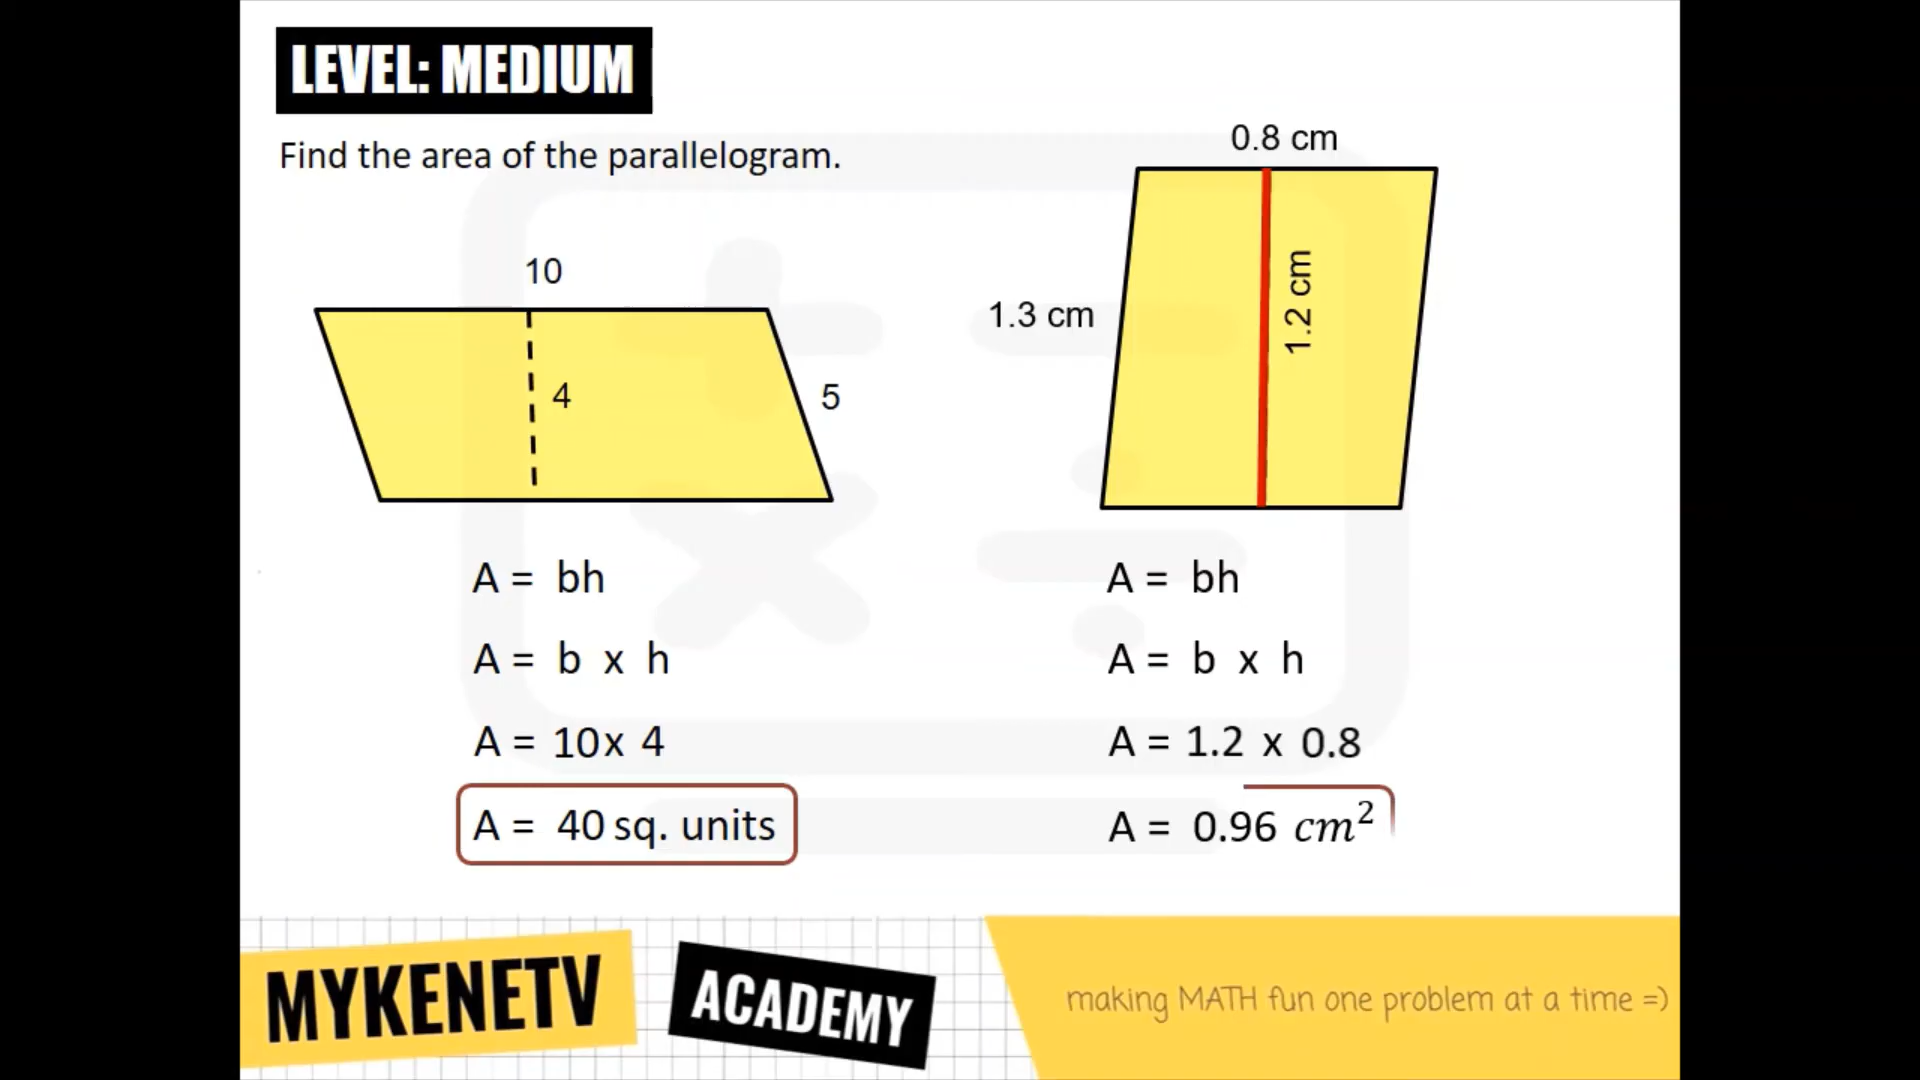 LEVEL: MEDIUM
Find the area of the parallelogram.
10
4
5
A = bh
A = b x h
A = 10x 4
A = 40 sq. units
0.8 cm
1.3 cm
1.2 cm
A = bh
A = b x h
A = 1.2 x 0.8
A = 0.96 cm²
MYKENETV
ACADEMY
making MATH fun one problem at a time =)